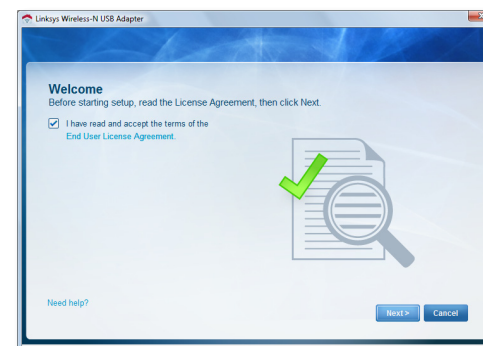 Linksys Wireless-N USB Adapter
Welcome
Before starting setup, read the License Agreement, then click Next.
I have read and accept the terms of the
End User License Agreement.
Need help?
Next >
Cancel